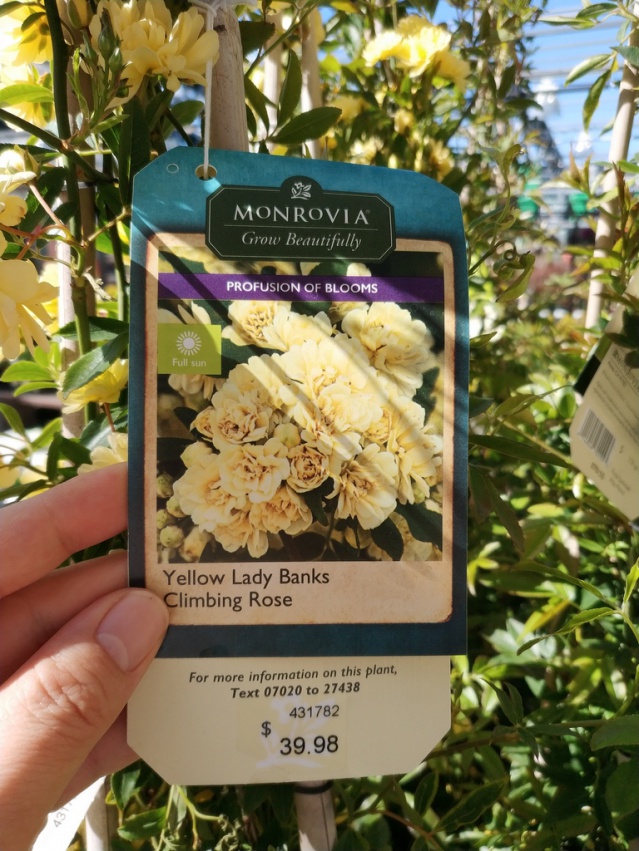 MONROVIA®
Grow Beautifully
PROFUSION OF BLOOMS
Full sun
Yellow Lady Banks
Climbing Rose
For more information on this plant,
Text 07020 to 27438
431782
$ 39.98